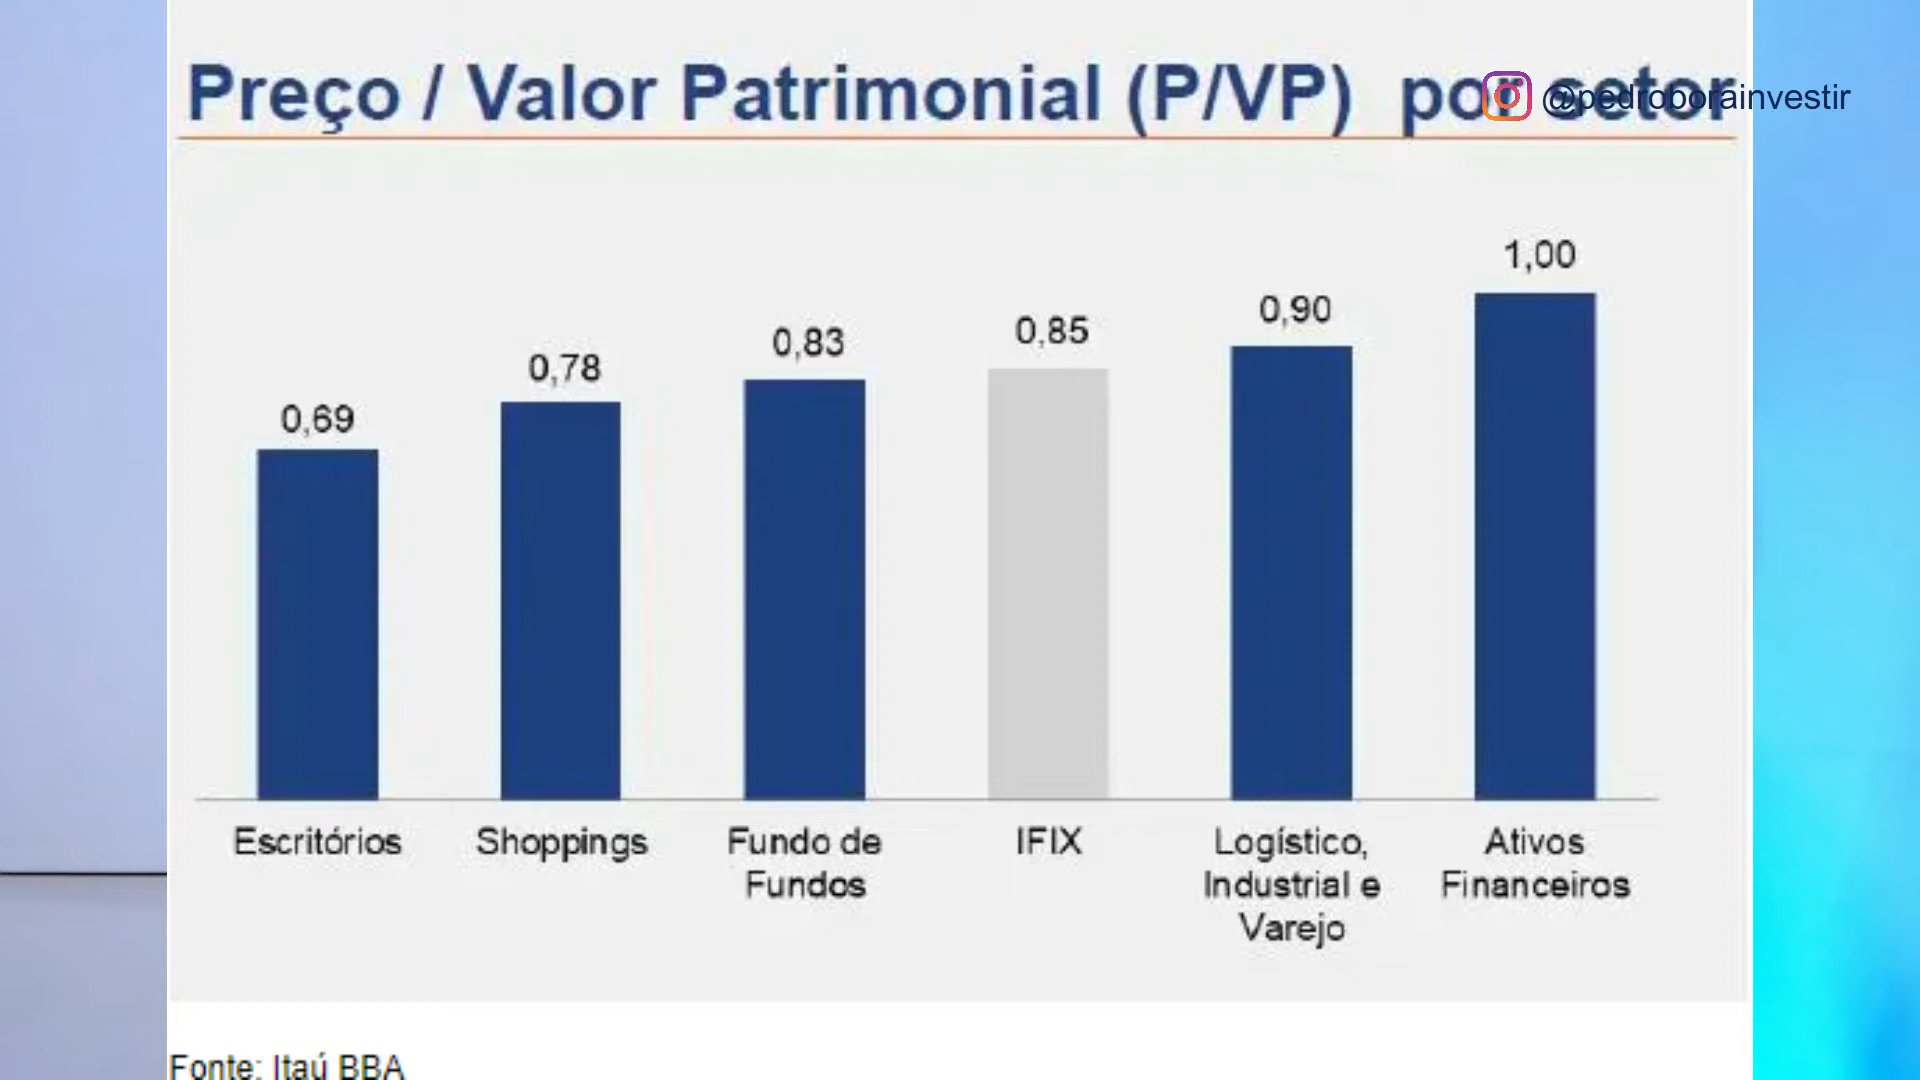 Preço / Valor Patrimonial (P/VP) por setor
@pedroborainvestir
1,00
0,90
0,85
0,83
0,78
0,69
Escritórios
Shoppings
Fundo de
Fundos
IFIX
Logístico,
Industrial e
Varejo
Ativos
Financeiros
Fonte: Itaú BBA